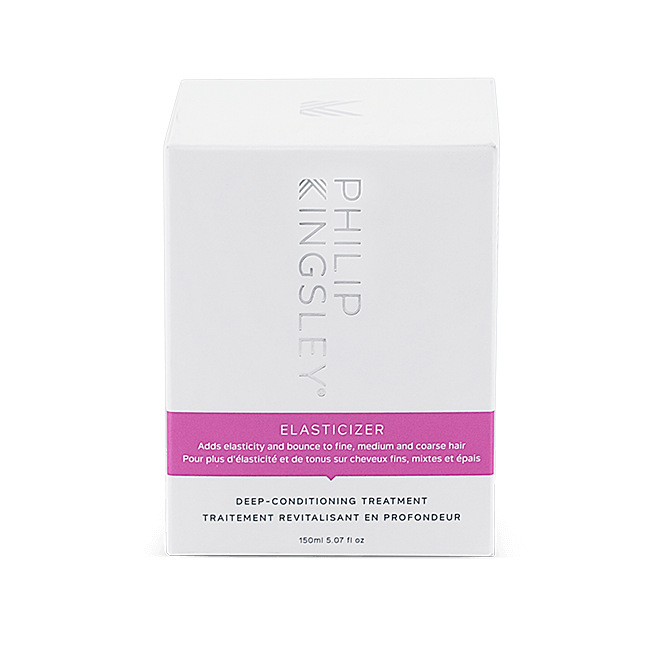 PHILIP
KINGSLEY®
ELASTICIZER
Adds elasticity and bounce to fine, medium and coarse hair
Pour plus d'élasticité et de tonus sur cheveux fins, mixtes et épais
DEEP-CONDITIONING TREATMENT
TRAITEMENT REVITALISANT EN PROFONDEUR
150ml 5.07 fl oz